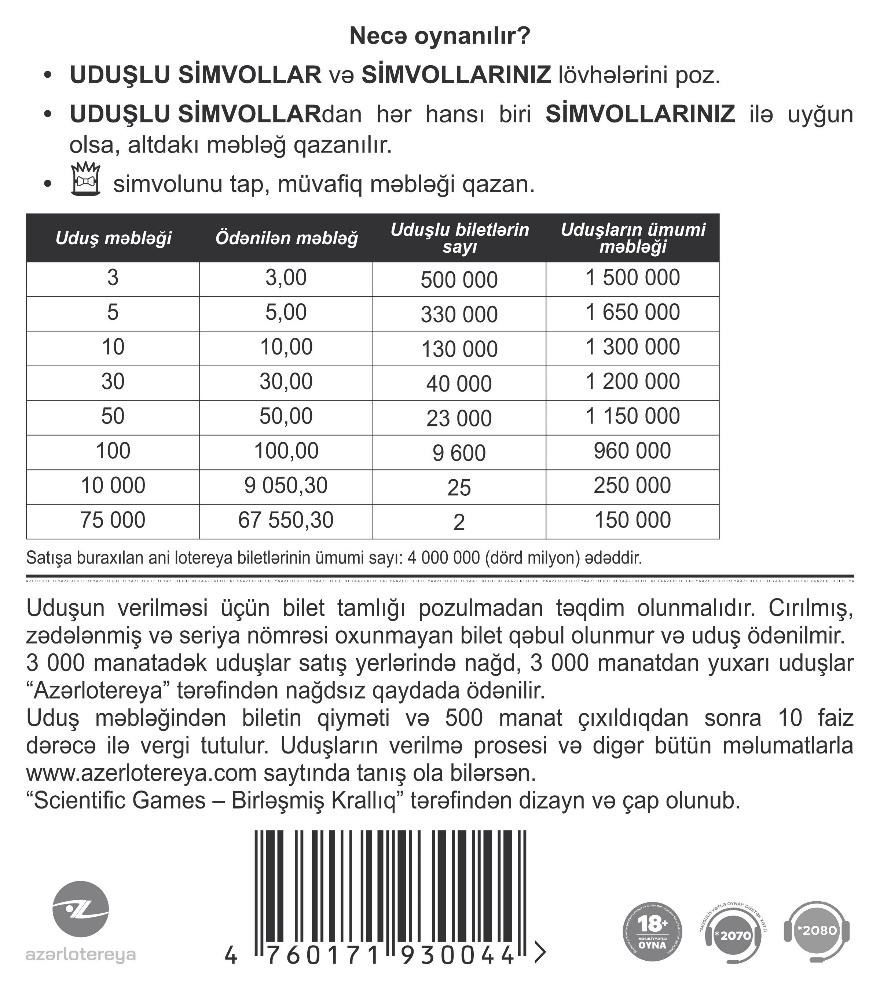 Necə oynanılır?
• UDUŞLU SİMVOLLAR və SİMVOLLARINIZ lövhələrini poz.
• UDUŞLU SİMVOLLARdan hər hansı biri SİMVOLLARINIZ ilə uyğun
olsa, altdakı məbləğ qazanılır.
• simvolunu tap, müvafiq məbləği qazan.
Uduş məbləği Ödənilən məbləğ Uduşlu biletlərin sayı Uduşların ümumi məbləği
3 3,00 500 000 1 500 000
5 5,00 330 000 1 650 000
10 10,00 130 000 1 300 000
30 30,00 40 000 1 200 000
50 50,00 23 000 1 150 000
100 100,00 9 600 960 000
10 000 9 050,30 25 250 000
75 000 67 550,30 2 150 000
Satışa buraxılan ani lotereya biletlərinin ümumi sayı: 4 000 000 (dörd milyon) ədəddir.
Uduşun verilməsi üçün bilet tamlığı pozulmadan təqdim olunmalıdır. Cırılmış,
zədələnmiş və seriya nömrəsi oxunmayan bilet qəbul olunmur və uduş ödənilmir.
3 000 manatadək uduşlar satış yerlərində nağd, 3 000 manatdan yuxarı uduşlar
“Azərlotereya” tərəfindən nağdsız qaydada ödənilir.
Uduş məbləğindən biletin qiyməti və 500 manat çıxıldıqdan sonra 10 faiz
dərəcə ilə vergi tutulur. Uduşların verilmə prosesi və digər bütün məlumatlarla
www.azerlotereya.com saytında tanış ola bilərsən.
“Scientific Games – Birləşmiş Krallıq” tərəfindən dizayn və çap olunub.
azərlotereya
4 760171 930044 >
18+
OYNA
*2070
*2080